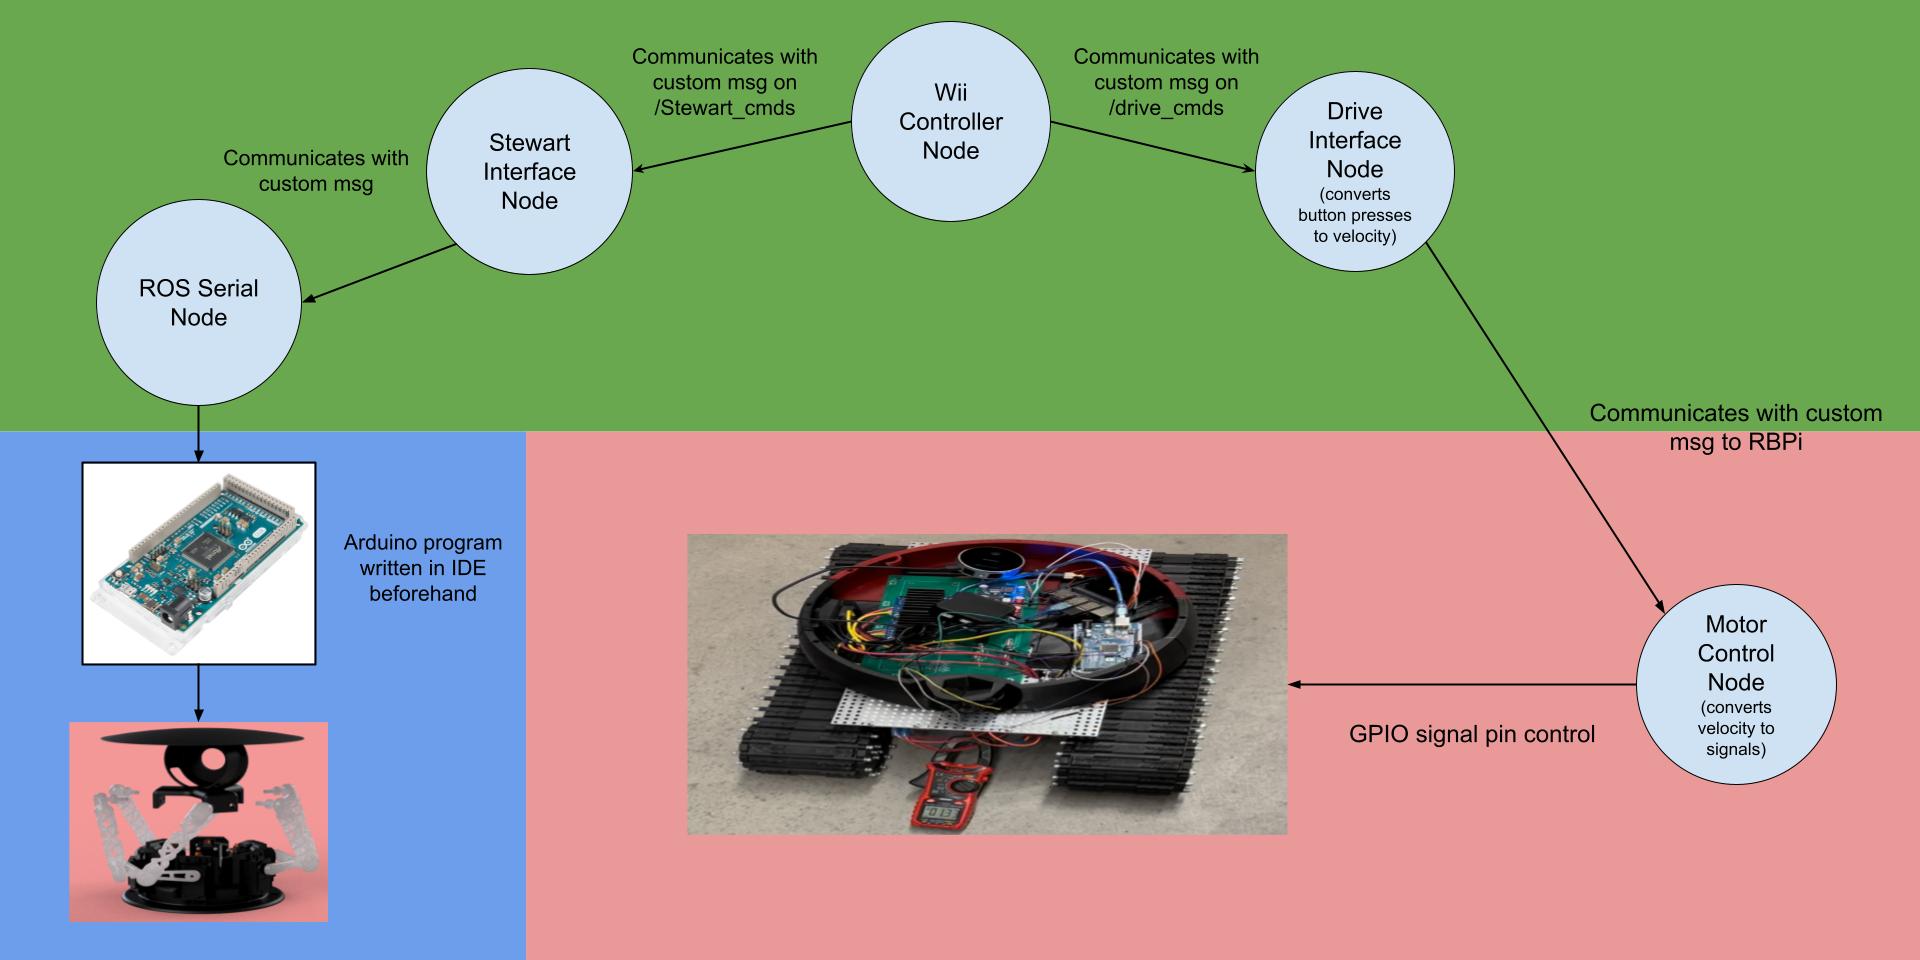 Communicates with
custom msg on
/Stewart_cmds
Wii
Controller
Node
Communicates with
custom msg on
/drive_cmds
Drive
Interface
Node
(converts
button presses
to velocity)
Stewart
Interface
Node
Communicates with
custom msg
ROS Serial
Node
Communicates with custom
msg to RBPi
Arduino program
written in IDE
beforehand
Motor
Control
Node
(converts
velocity to
signals)
GPIO signal pin control